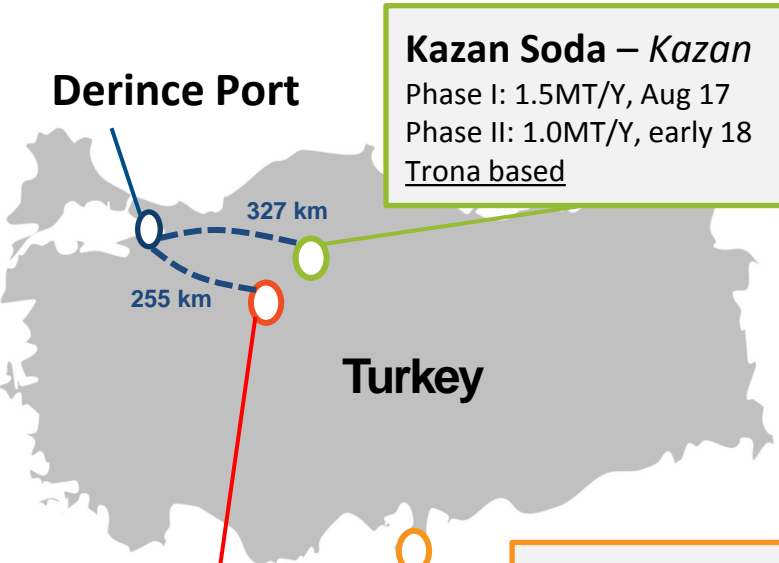 Kazan Soda – Kazan
Phase I: 1.5MT/Y, Aug 17
Phase II: 1.0MT/Y, early 18
Trona based
Derince Port
327 km
255 km
Turkey